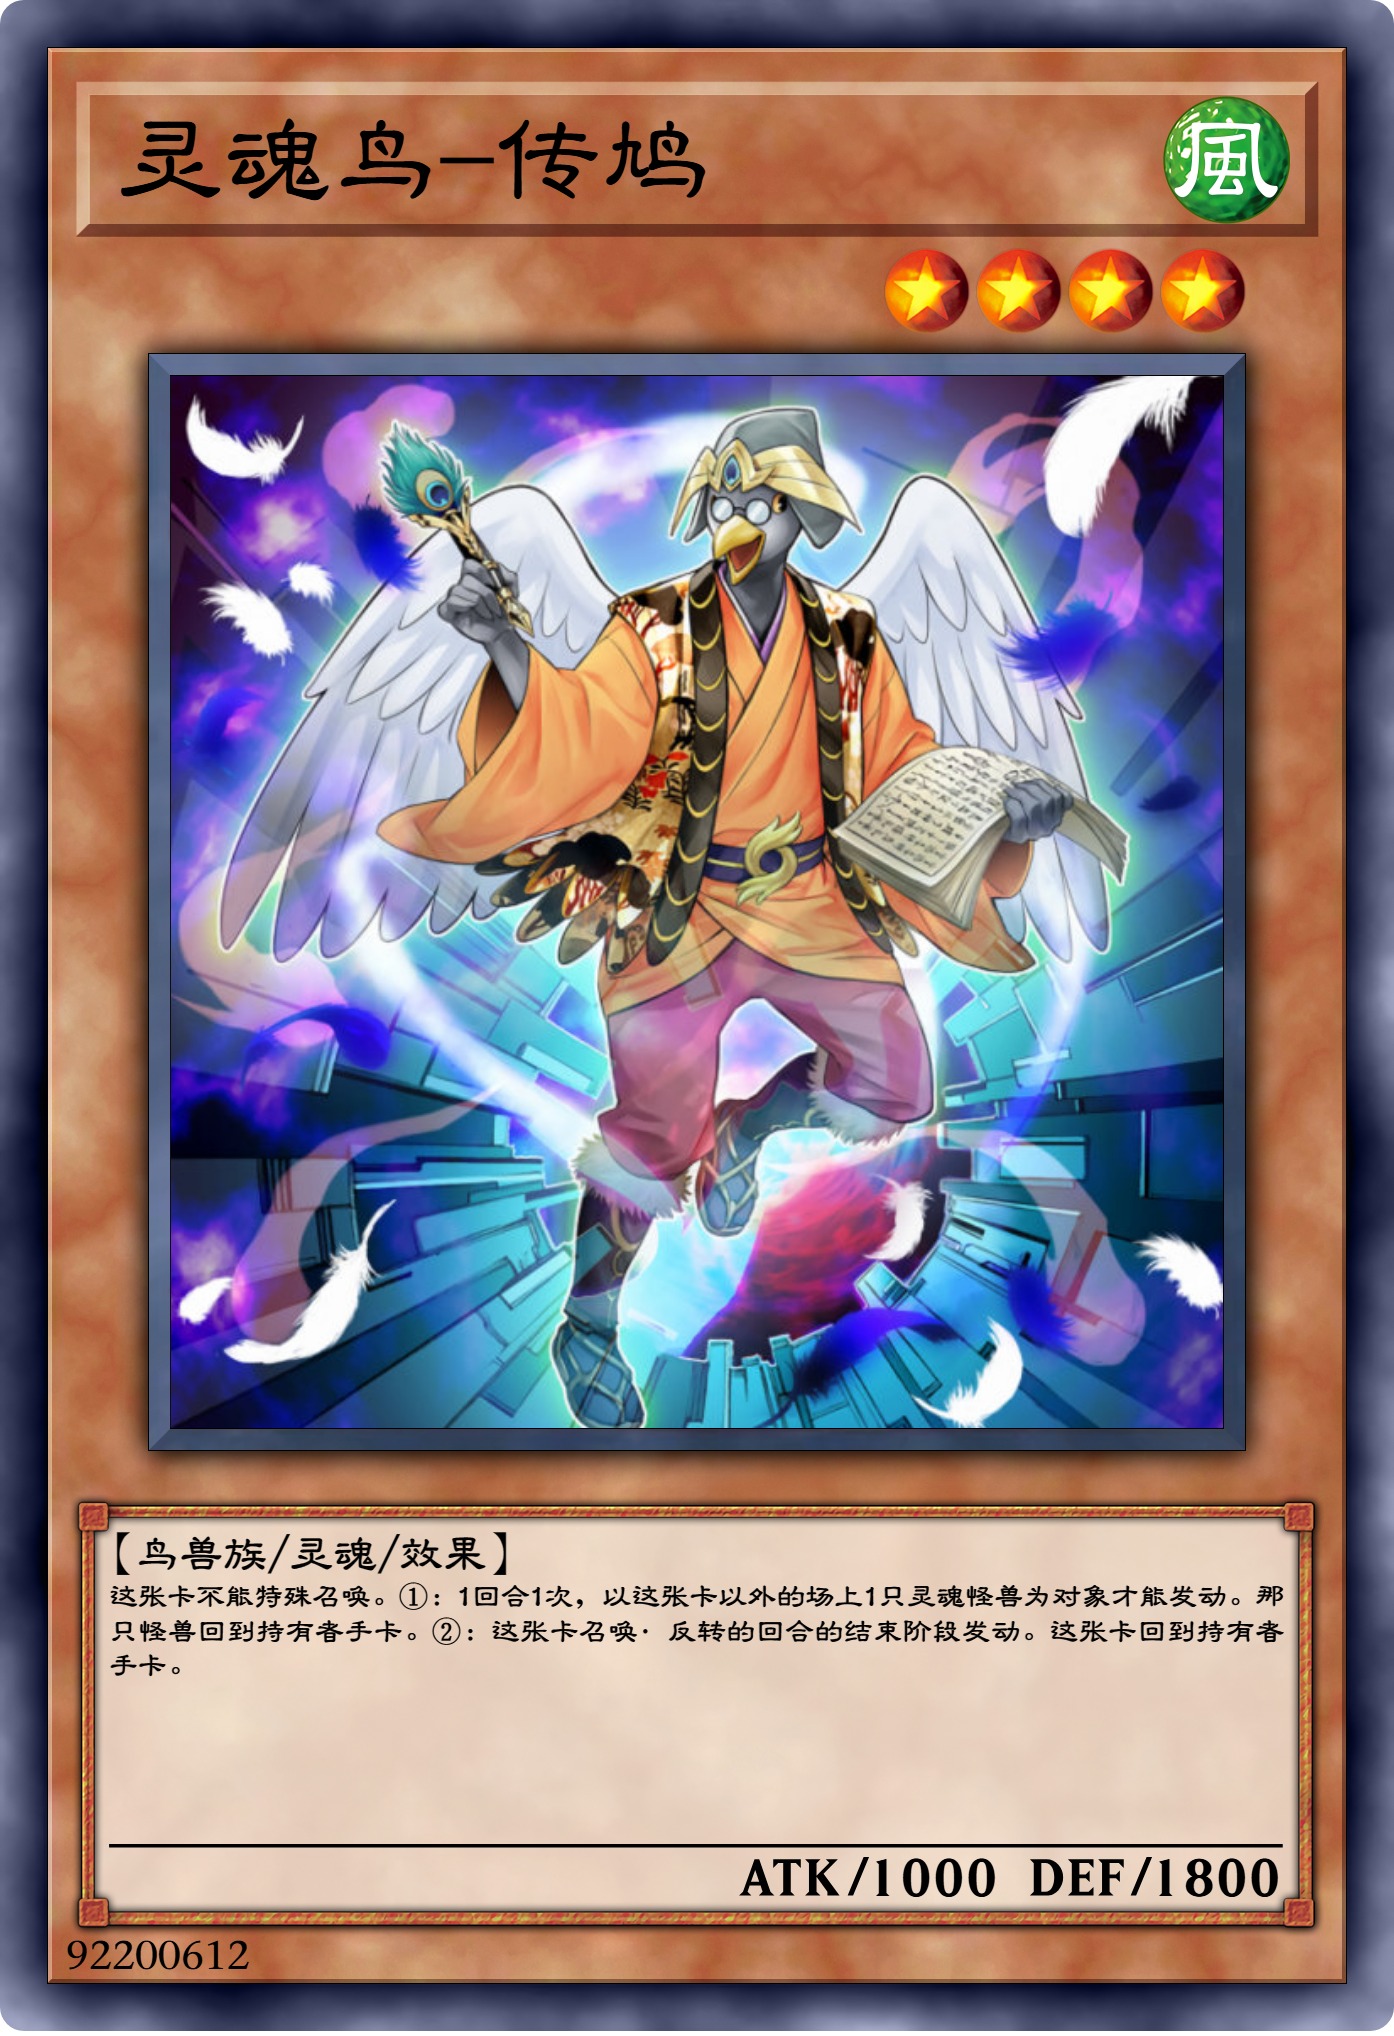 灵魂鸟-传鸠
風
【鸟兽族/灵魂/效果】
这张卡不能特殊召唤。①：1回合1次，以这张卡以外的场上1只灵魂怪兽为对象才能发动。那
只怪兽回到持有者手卡。②：这张卡召唤·反转的回合的结束阶段发动。这张卡回到持有者
手卡。
ATK/1000 DEF/1800
92200612